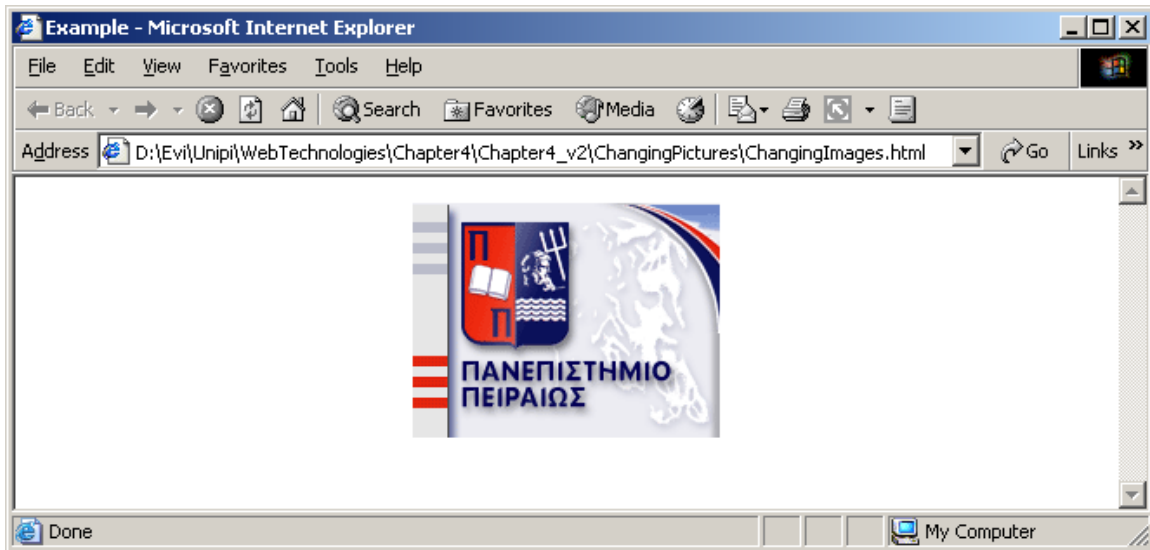 Example - Microsoft Internet Explorer
File Edit View Favorites Tools Help
Back Search Favorites Media
Address D:\Evi\Unipi\WebTechnologies\Chapter4\Chapter4_v2\ChangingPictures\ChangingImages.html Go Links »
Π
Π
ΠΑΝΕΠΙΣΤΗΜΙΟ
ΠΕΙΡΑΙΩΣ
Done My Computer